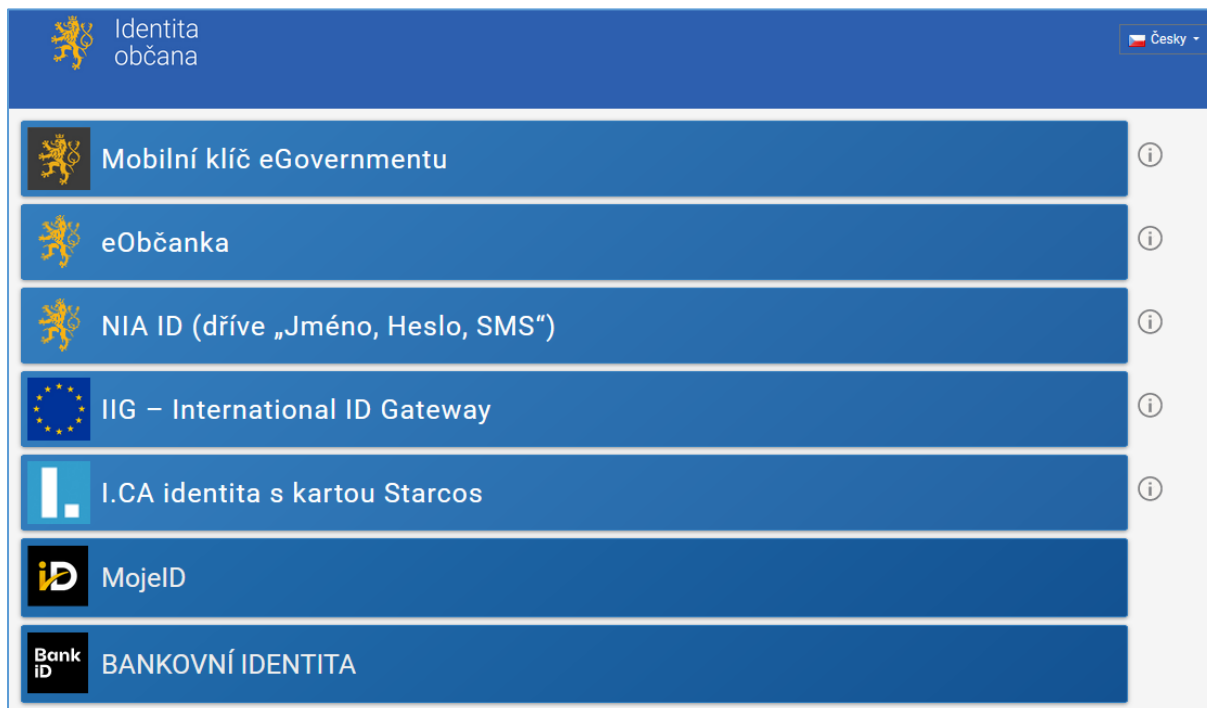 Identita
občana
Česky
Mobilní klíč eGovernmentu
eObčanka
NIA ID (dříve „Jméno, Heslo, SMS“)
IIG – International ID Gateway
I.CA identita s kartou Starcos
MojeID
Bank
iD
BANKOVNÍ IDENTITA